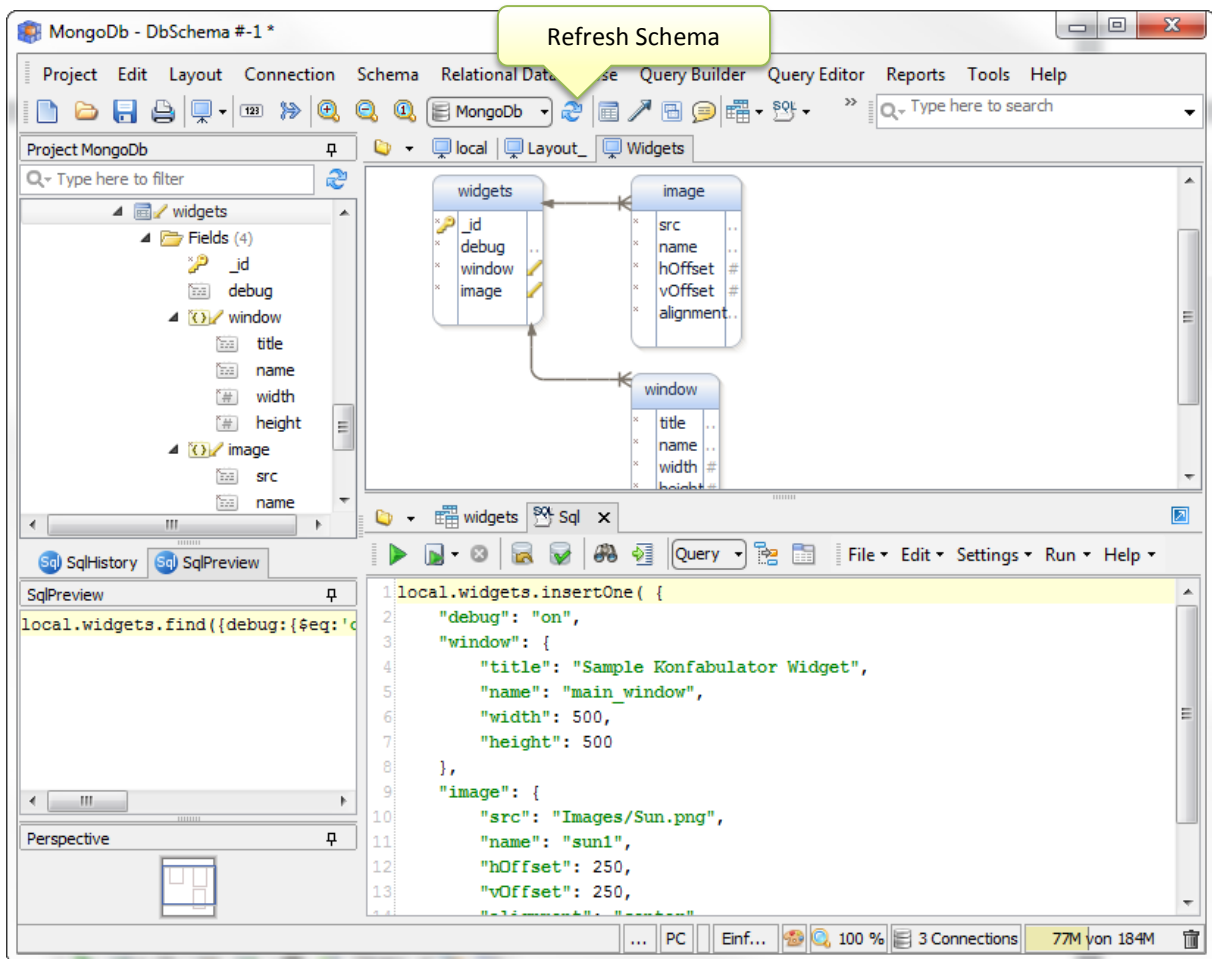 MongoDb - DbSchema #-1 *
Refresh Schema
Project Edit Layout Connection Schema Relational Data se Query Builder Query Editor Reports Tools Help
MongoDb
SQL
Type here to search
Project MongoDb
local Layout_ Widgets
Type here to filter
widgets
Fields (4)
_id
debug
window
title
name
width
height
image
src
name
widgets
_id
debug
window
image
image
src
name
hOffset #
vOffset #
alignment
window
title
name
width #
height #
SqlHistory SqlPreview
SqlPreview
local.widgets.find({debug:{$eq:'
widgets Sql
Query File Edit Settings Run Help
1 local.widgets.insertOne( {
2 "debug": "on",
3 "window": {
4 "title": "Sample Konfabulator Widget",
5 "name": "main_window",
6 "width": 500,
7 "height": 500
8 },
9 "image": {
10 "src": "Images/Sun.png",
11 "name": "sun1",
12 "hOffset": 250,
13 "vOffset": 250,
14 "alignment": "center"
Perspective
... PC Einf... 100 % 3 Connections 77M von 184M